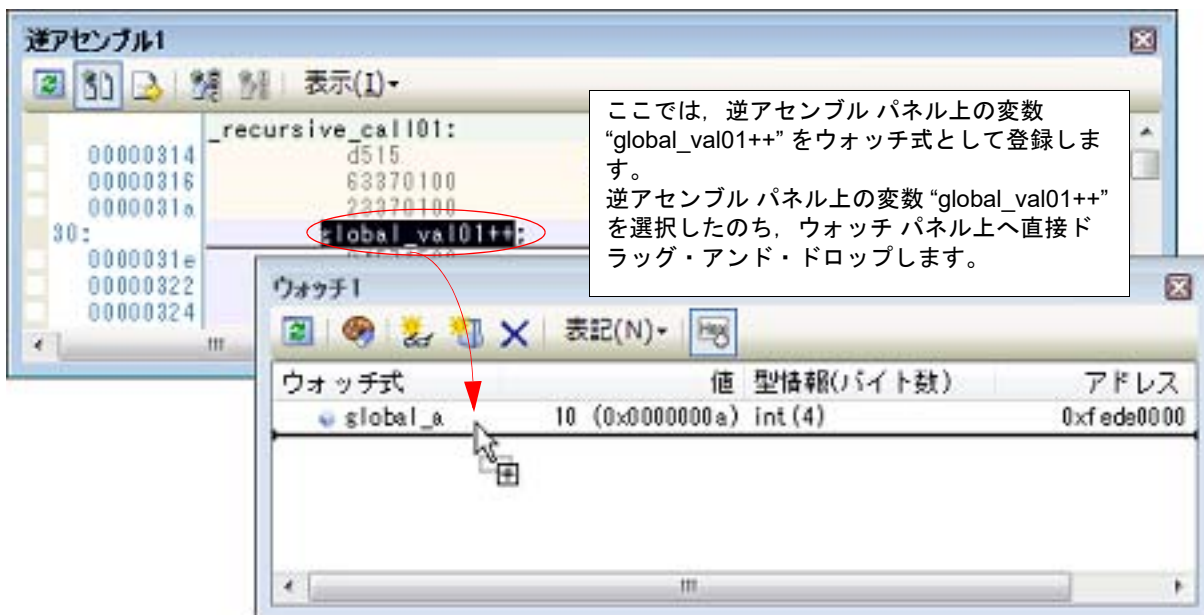 逆アセンブル1
表示(I)
_recursive_call01:
00000314 d515
00000316 63370100
0000031a 23370100
30: global_val01++;
0000031e
00000322
00000324
ここでは，逆アセンブル パネル上の変数
“global_val01++” をウォッチ式として登録しま
す。
逆アセンブル パネル上の変数 “global_val01++”
を選択したのち，ウォッチ パネル上へ直接ド
ラッグ・アンド・ドロップします。
ウォッチ1
表記(N) Hex
ウォッチ式 値 型情報(バイト数) アドレス
global_a 10 (0x0000000a) int(4) 0xfede0000